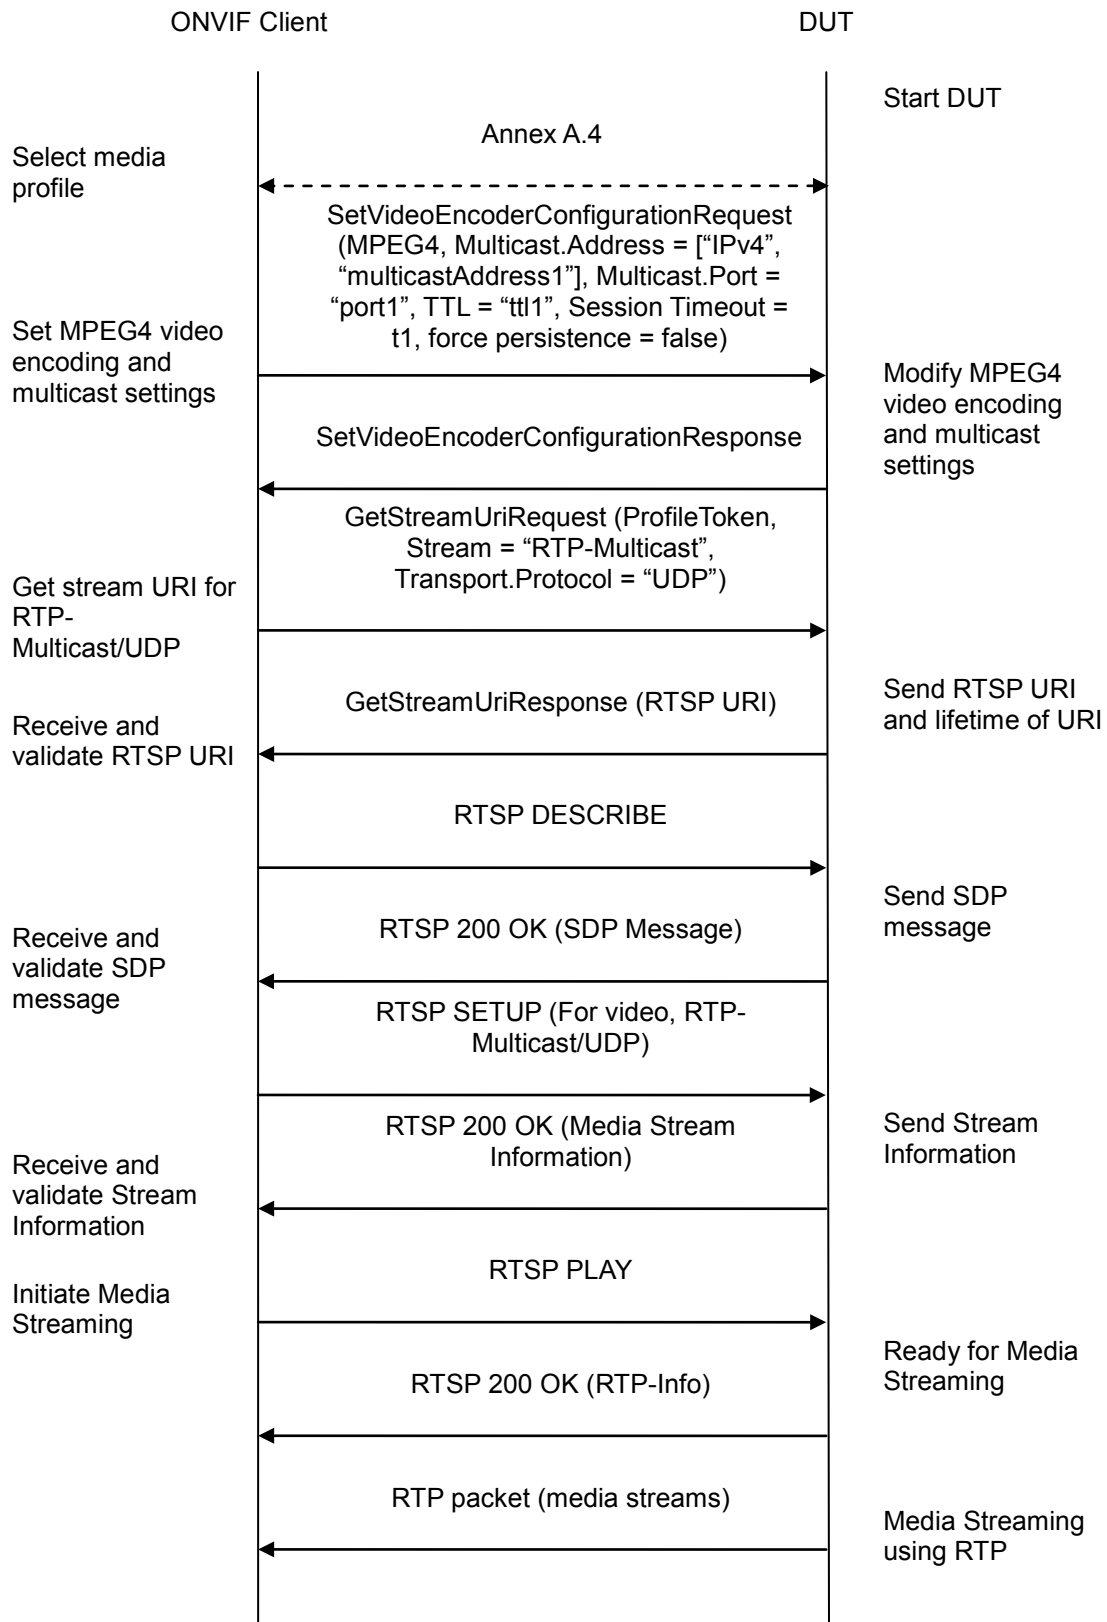 ONVIF Client
DUT
Start DUT
Annex A.4
Select media
profile
SetVideoEncoderConfigurationRequest
(MPEG4, Multicast.Address = [“IPv4”,
“multicastAddress1”], Multicast.Port =
“port1”, TTL = “ttl1”, Session Timeout =
t1, force persistence = false)
Set MPEG4 video
encoding and
multicast settings
Modify MPEG4
video encoding
and multicast
settings
SetVideoEncoderConfigurationResponse
GetStreamUriRequest (ProfileToken,
Stream = “RTP-Multicast”,
Transport.Protocol = “UDP”)
Get stream URI for
RTP-
Multicast/UDP
Send RTSP URI
and lifetime of URI
GetStreamUriResponse (RTSP URI)
Receive and
validate RTSP URI
RTSP DESCRIBE
Send SDP
message
RTSP 200 OK (SDP Message)
Receive and
validate SDP
message
RTSP SETUP (For video, RTP-
Multicast/UDP)
Send Stream
Information
RTSP 200 OK (Media Stream
Information)
Receive and
validate Stream
Information
RTSP PLAY
Initiate Media
Streaming
Ready for Media
Streaming
RTSP 200 OK (RTP-Info)
RTP packet (media streams)
Media Streaming
using RTP